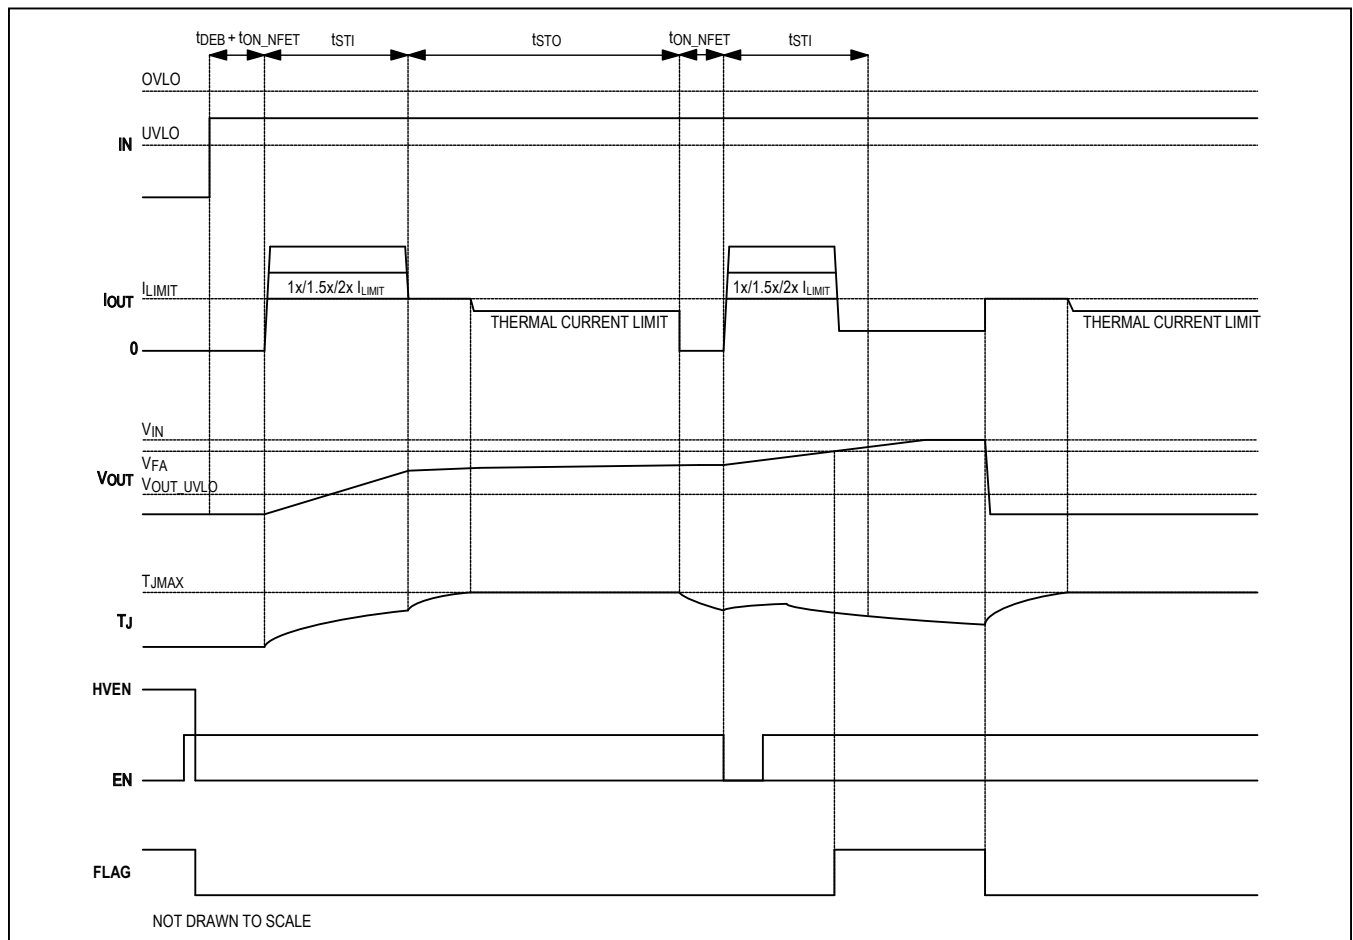 tDEB + tON_NFET
tSTI
tSTO
tON_NFET
tSTI
OVLO
UVLO
IN
ILIMIT
1x/1.5x/2x ILIMIT
1x/1.5x/2x ILIMIT
IOUT
THERMAL CURRENT LIMIT
THERMAL CURRENT LIMIT
0
VIN
VFA
VOUT
VOUT_UVLO
TJMAX
TJ
HVEN
EN
FLAG
NOT DRAWN TO SCALE